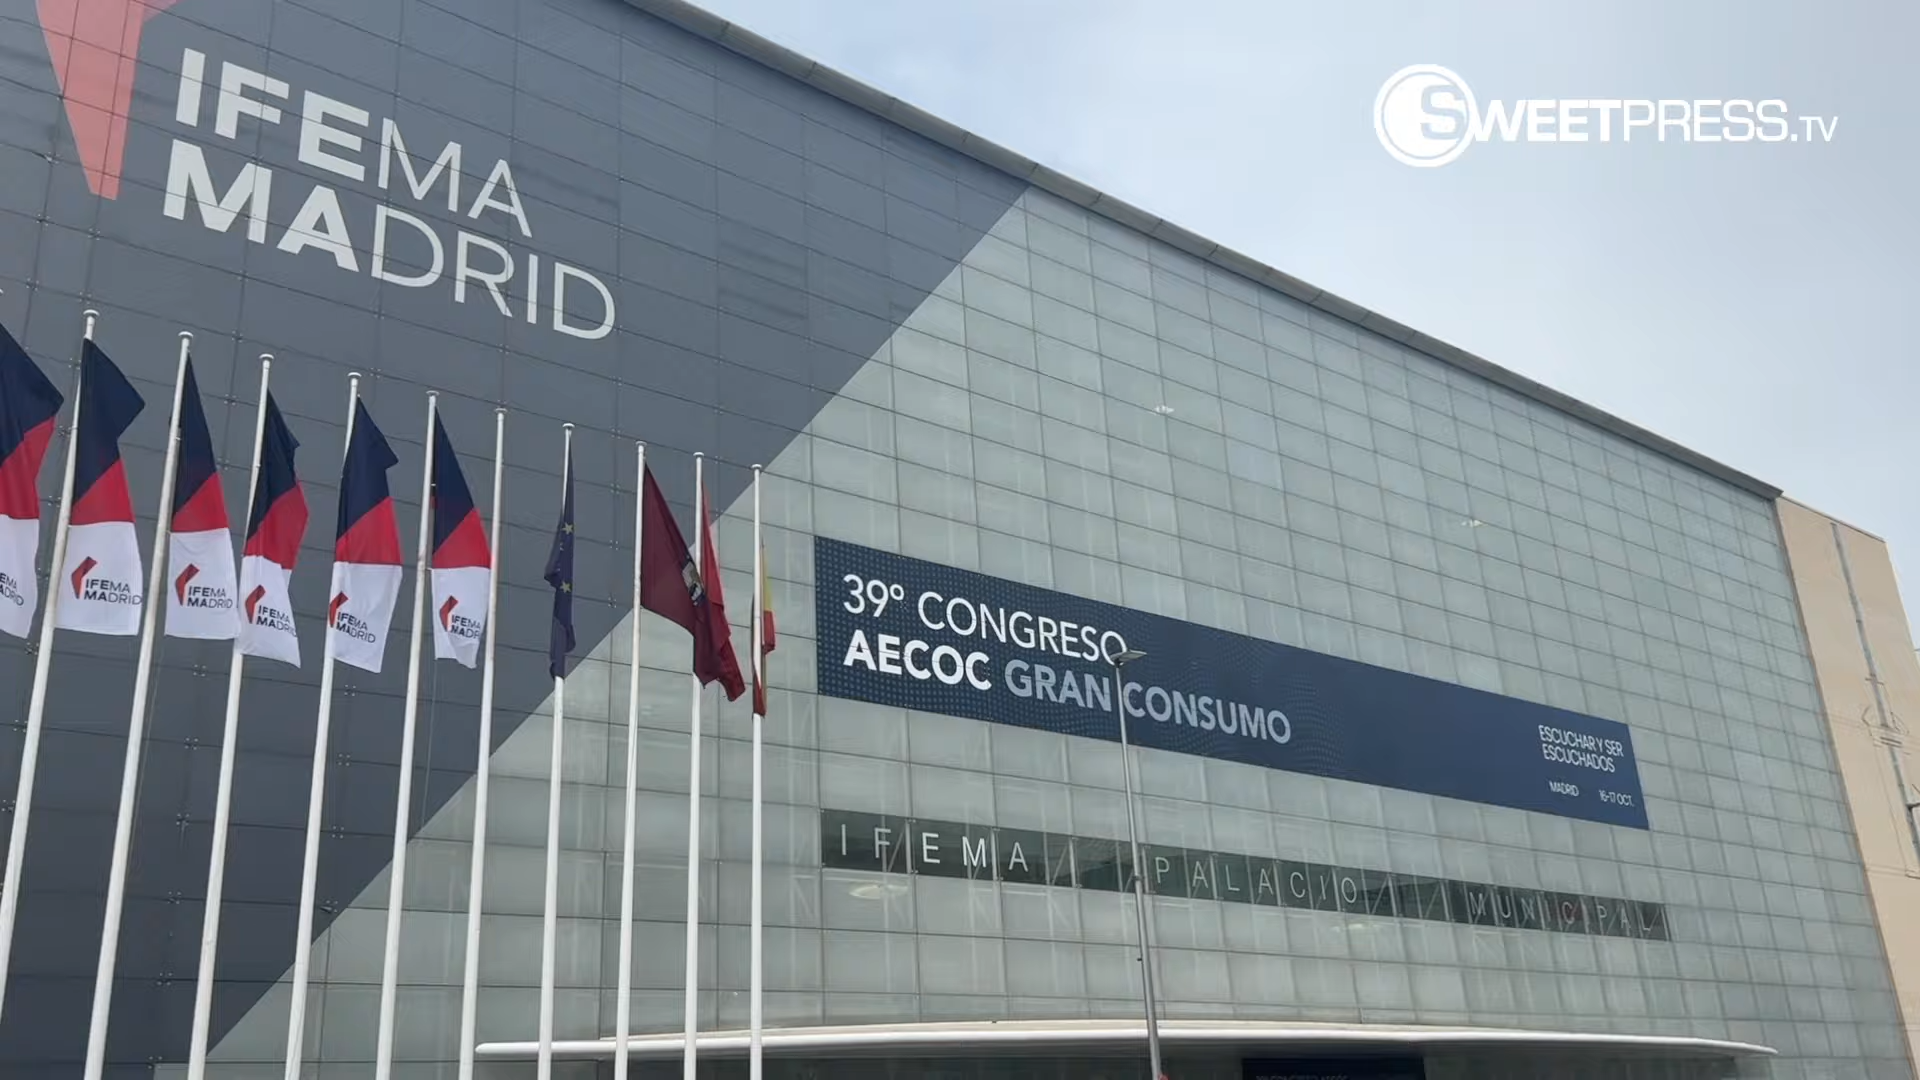 IFEMA
MADRID
SWEETPRESS.TV
IFEMA
MADRID
IFEMA
MADRID
IFEMA
MADRID
IFEMA
MADRID
IFEMA
MADRID
IFEMA
MADRID
39º CONGRESO
AECOC GRAN CONSUMO
ESCUCHAR Y SER
ESCUCHADOS
MADRID 16-17 OCT.
IFEMA PALACIO MUNICIPAL